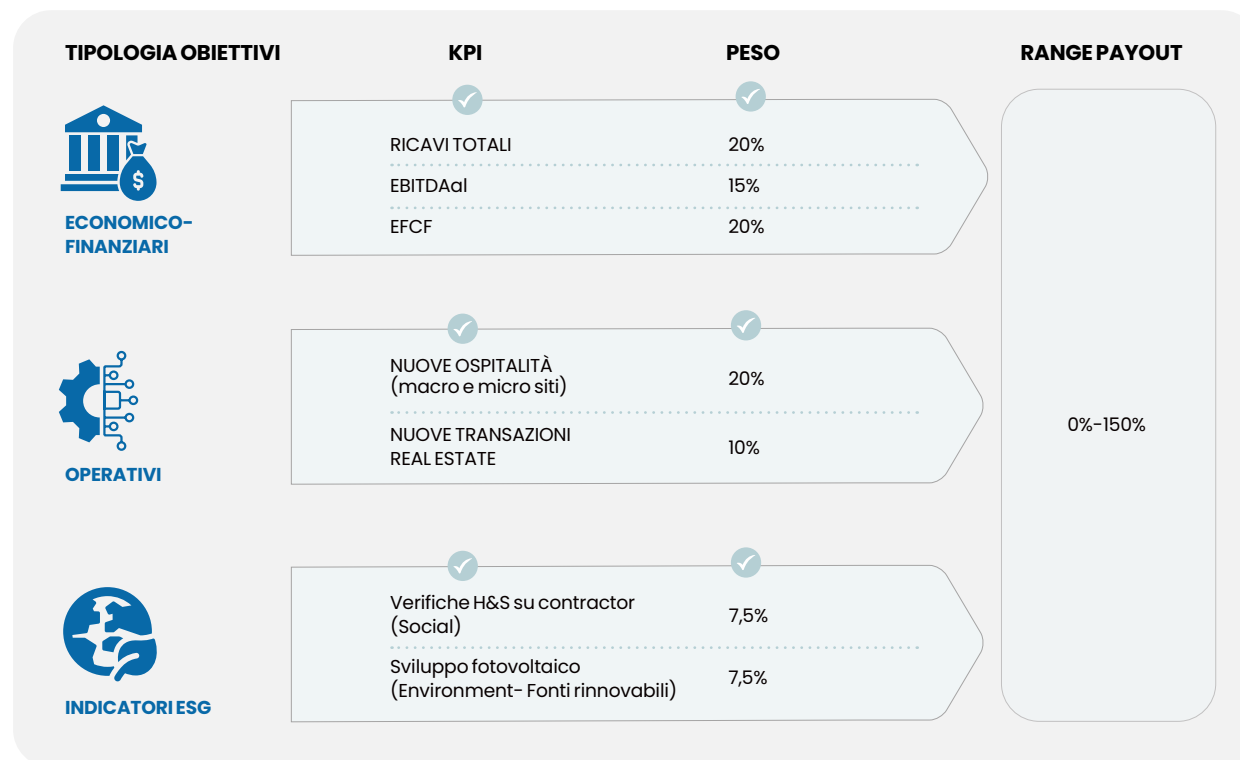 TIPOLOGIA OBIETTIVI KPI PESO RANGE PAYOUT
ECONOMICO-
FINANZIARI
RICAVI TOTALI 20%
EBITDAal 15%
EFCF 20%
OPERATIVI
NUOVE OSPITALITÀ
(macro e micro siti)
20%
NUOVE TRANSAZIONI
REAL ESTATE
10%
0%-150%
INDICATORI ESG
Verifiche H&S su contractor
(Social)
7,5%
Sviluppo fotovoltaico
(Environment- Fonti rinnovabili)
7,5%
$